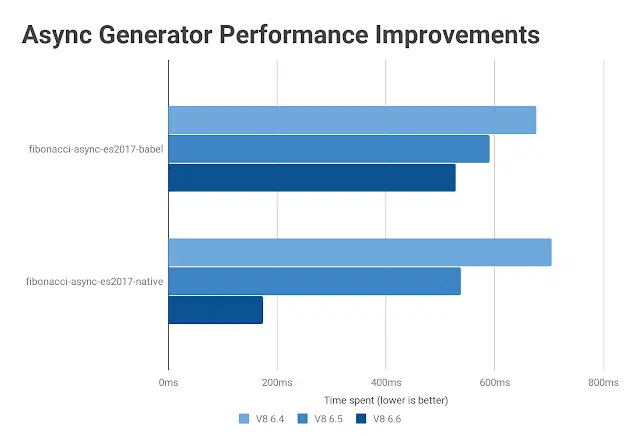 Async Generator Performance Improvements
fibonacci-async-es2017-babel
fibonacci-async-es2017-native
0ms 200ms 400ms 600ms 800ms
Time spent (lower is better)
V8 6.4 V8 6.5 V8 6.6